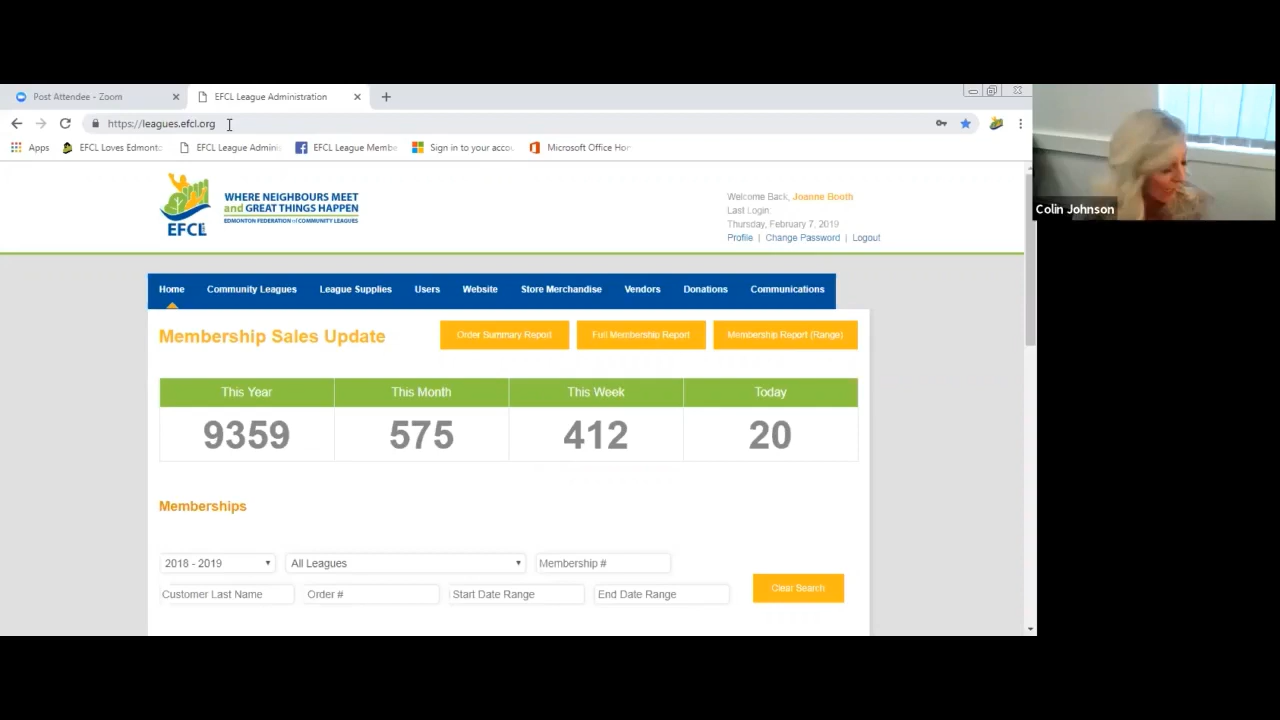 Post Attendee - Zoom
EFCL League Administration
https://leagues.efcl.org
Apps
EFCL Loves Edmonto
EFCL League Adminis
EFCL League Membe
Sign in to your accou
Microsoft Office Hom
WHERE NEIGHBOURS MEET
and GREAT THINGS HAPPEN
EDMONTON FEDERATION of COMMUNITY LEAGUES
EFCL
Welcome Back, Joanne Booth
Last Login:
Thursday, February 7, 2019
Profile | Change Password | Logout
Colin Johnson
Home
Community Leagues
League Supplies
Users
Website
Store Merchandise
Vendors
Donations
Communications
Membership Sales Update
Order Summary Report
Full Membership Report
Membership Report (Range)
This Year
This Month
This Week
Today
9359
575
412
20
Memberships
2018 - 2019
All Leagues
Membership #
Customer Last Name
Order #
Start Date Range
End Date Range
Clear Search